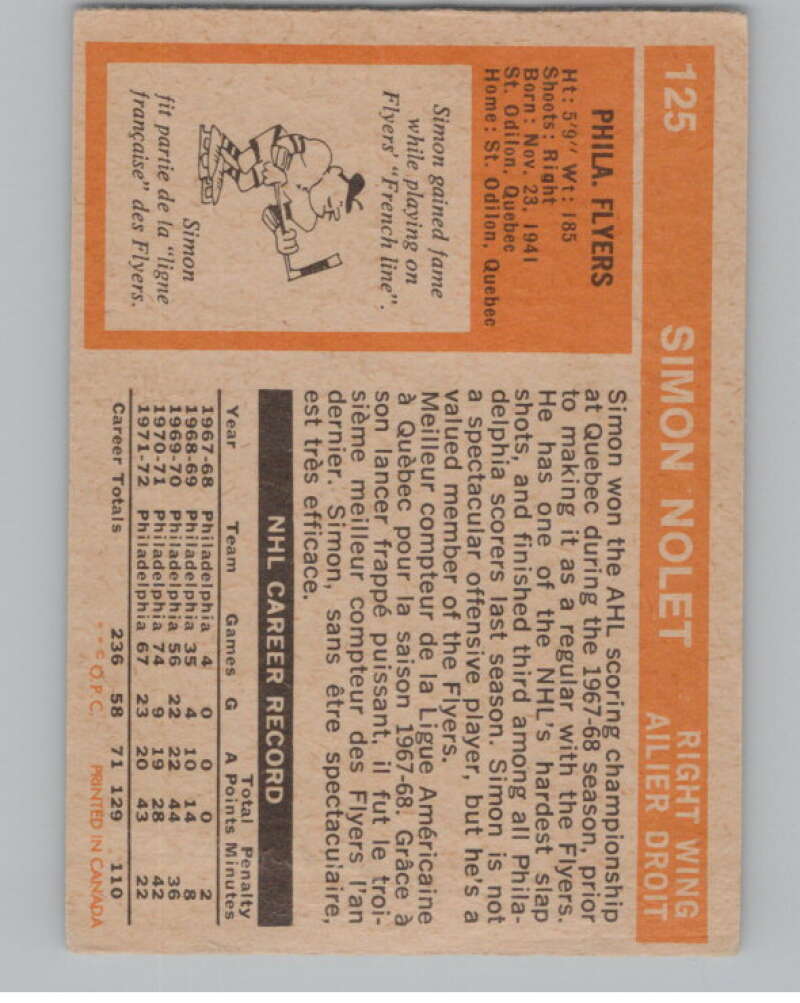 125 SIMON NOLET RIGHT WING
AILIER DROIT
PHILA. FLYERS
Ht: 5'9" Wt: 185
Shoots: Right
Born: Nov. 23, 1941
St. Odilon, Quebec
Home: St. Odilon, Quebec
Simon gained fame
while playing on
Flyers' "French line".
Simon
fit partie de la "ligne
française" des Flyers.
Simon won the AHL scoring championship
at Quebec during the 1967-68 season, prior
to making it as a regular with the Flyers.
He has one of the NHL's hardest slap
shots, and finished third among all Phila-
delphia scorers last season. Simon is not
a spectacular offensive player, but he's a
valued member of the Flyers.
Meilleur compteur de la Ligue Américaine
à Québec pour la saison 1967-68. Grâce à
son lancer frappé puissant, il fut le troi-
sième meilleur compteur des Flyers l'an
dernier. Simon, sans être spectaculaire,
est très efficace.
NHL CAREER RECORD
Total Penalty
Year Team Games G A Points Minutes
1967-68 Philadelphia 4 0 0 0 2
1968-69 Philadelphia 35 4 10 14 8
1969-70 Philadelphia 56 22 22 44 36
1970-71 Philadelphia 74 9 19 28 42
1971-72 Philadelphia 67 23 20 43 22
Career Totals 236 58 71 129 110
**© O.P.C. PRINTED IN CANADA